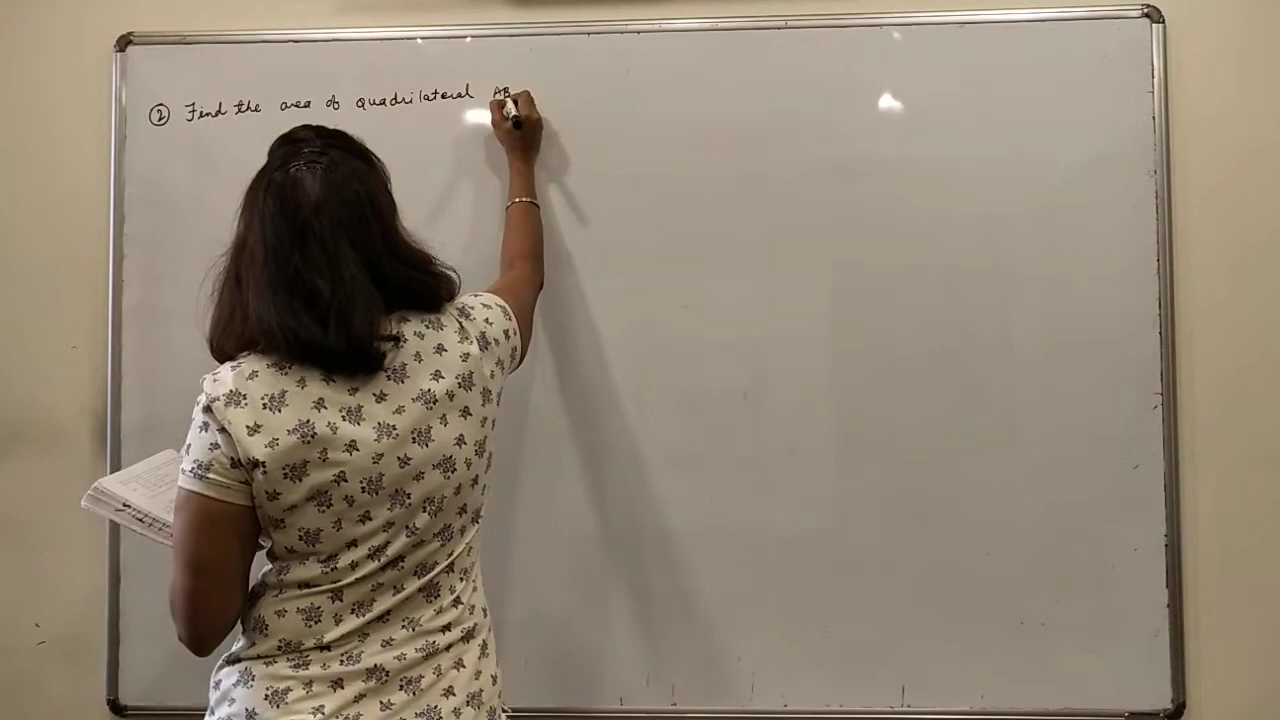 ② Find the area of quadrilateral AB